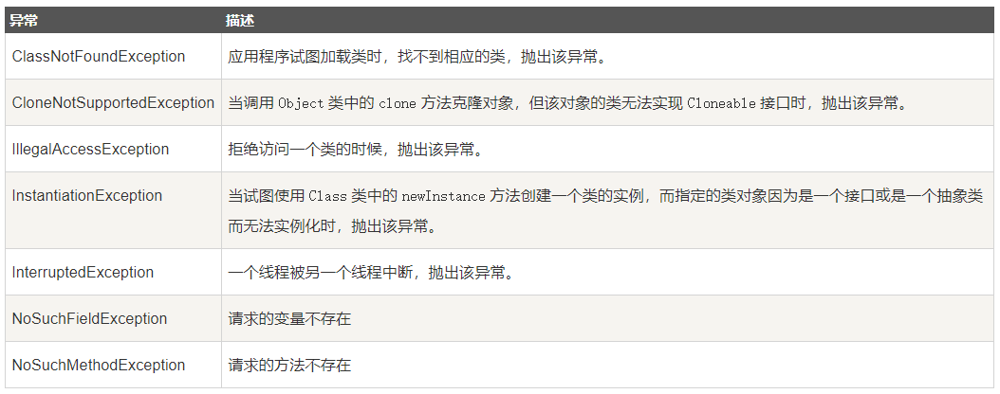 异常 描述
ClassNotFoundException 应用程序试图加载类时，找不到相应的类，抛出该异常。
CloneNotSupportedException 当调用 Object 类中的 clone 方法克隆对象，但该对象的类无法实现 Cloneable 接口时，抛出该异常。
IllegalAccessException 拒绝访问一个类的时候，抛出该异常。
InstantiationException 当试图使用 Class 类中的 newInstance 方法创建一个类的实例，而指定的类对象因为是一个接口或是一个抽象类
而无法实例化时，抛出该异常。
InterruptedException 一个线程被另一个线程中断，抛出该异常。
NoSuchFieldException 请求的变量不存在
NoSuchMethodException 请求的方法不存在